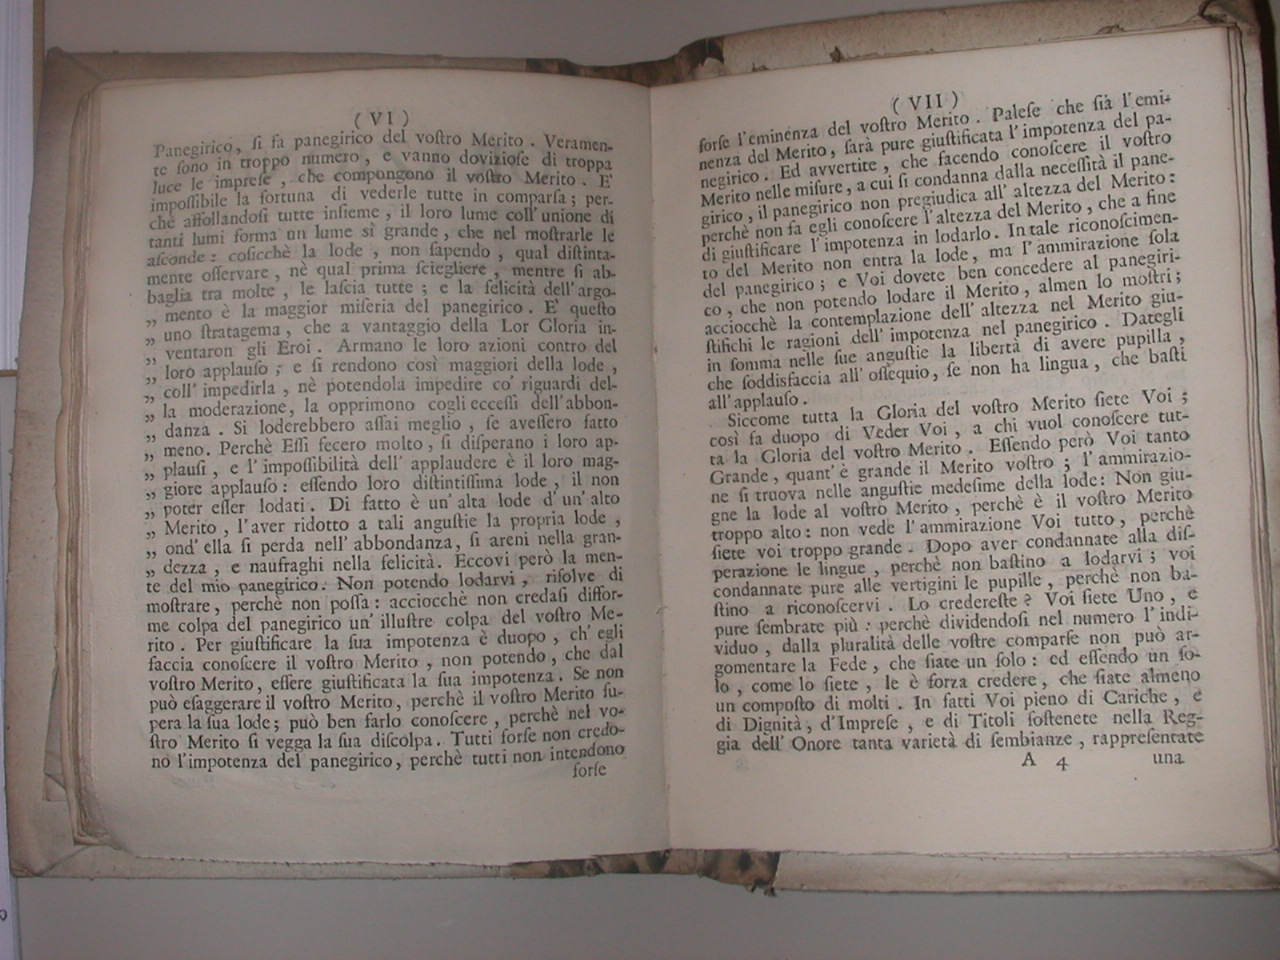 ( VI )
Panegirico, ſi fa panegirico del voſtro Merito. Veramen-
te ſono in troppo numero, e vanno dovizioſe di troppa
luce le impreſe, che compongono il voſtro Merito. E'
impoſſibile la fortuna di vederle tutte in comparſa; per-
chè affollandoſi tutte inſieme, il loro lume coll'unione di
tanti lumi forma un lume sì grande, che nel moſtrarle le
aſconde: coſicchè la lode, non ſapendo, qual diſtinta-
mente oſſervare, nè qual prima ſciegliere, mentre ſi ab-
baglia tra molte, le laſcia tutte; e la felicità dell'argo-
„ mento è la maggior miſeria del panegirico. E' queſto
„ uno ſtratagema, che a vantaggio della Lor Gloria in-
„ ventaron gli Eroi. Armano le loro azioni contro del
„ loro applauſo; e ſi rendono così maggiori della lode,
„ coll'impedirla, nè potendola impedire co' riguardi del-
„ la moderazione, la opprimono cogli ecceſſi dell'abbon-
„ danza. Si loderebbero aſſai meglio, ſe aveſſero fatto
„ meno. Perchè Eſſi fecero molto, ſi diſperano i loro ap-
„ plauſi, e l'impoſſibilità dell'applaudere è il loro mag-
„ giore applauſo: eſſendo loro diſtintiſſima lode, il non
„ poter eſſer lodati. Di fatto è un'alta lode d'un'alto
„ Merito, l'aver ridotto a tali anguſtie la propria lode,
„ ond'ella ſi perda nell'abbondanza, ſi areni nella gran-
„ dezza, e naufraghi nella felicità. Eccovi però la men-
te del mio panegirico. Non potendo lodarvi, riſolve di
moſtrare, perchè non poſſa: acciocchè non credaſi difſor-
me colpa del panegirico un'illuſtre colpa del voſtro Me-
rito. Per giuſtificare la ſua impotenza è duopo, ch'egli
faccia conoſcere il voſtro Merito, non potendo, che dal
voſtro Merito, eſſere giuſtificata la ſua impotenza. Se non
può eſaggerare il voſtro Merito, perchè il voſtro Merito ſu-
pera la ſua lode; può ben farlo conoſcere, perchè nel vo-
ſtro Merito ſi vegga la ſua diſcolpa. Tutti forſe non credo-
no l'impotenza del panegirico, perchè tutti non intendono
forſe
( VII )
forſe l'eminenza del voſtro Merito. Paleſe che ſià l'emi-
nenza del Merito, ſarà pure giuſtificata l'impotenza del pa-
negirico. Ed avvertite, che facendo conoſcere il voſtro
Merito nelle miſure, a cui ſi condanna dalla neceſſità il pane-
girico, il panegirico non pregiudica all'altezza del Merito:
perchè non fa egli conoſcere l'altezza del Merito, che a fine
di giuſtificare l'impotenza in lodarlo. In tale riconoſcimen-
to del Merito non entra la lode, ma l'ammirazione ſola
del panegirico; e Voi dovete ben concedere al panegiri-
co, che non potendo lodare il Merito, almen lo moſtri;
acciocchè la contemplazione dell'altezza nel Merito giu-
ſtifichi le ragioni dell'impotenza nel panegirico. Dategli
in ſomma nelle ſue anguſtie la libertà di avere pupilla,
che ſoddisfaccia all'oſſequio, ſe non ha lingua, che baſti
all'applauſo.
Siccome tutta la Gloria del voſtro Merito ſiete Voi;
così fa duopo di Veder Voi, a chi vuol conoſcere tut-
ta la Gloria del voſtro Merito. Eſſendo però Voi tanto
Grande, quant'è grande il Merito voſtro; l'ammirazio-
ne ſi truova nelle anguſtie medeſime della lode: Non giu-
gne la lode al voſtro Merito, perchè è il voſtro Merito
troppo alto: non vede l'ammirazione Voi tutto, perchè
ſiete voi troppo grande. Dopo aver condannate alla diſ-
perazione le lingue, perchè non baſtino a lodarvi; voi
condannate pure alle vertigini le pupille, perchè non ba-
ſtino a riconoſcervi. Lo credereſte? Voi ſiete Uno, e
pure ſembrate più: perchè dividendoſi nel numero l'indi-
viduo, dalla pluralità delle voſtre comparſe non può ar-
gomentare la Fede, che ſiate un ſolo: ed eſſendo un ſo-
lo, come lo ſiete, le è forza credere, che ſiate almeno
un compoſto di molti. In fatti Voi pieno di Cariche, e
di Dignità, d'Impreſe, e di Titoli ſoſtenete nella Reg-
gia dell'Onore tanta varietà di ſembianze, rappreſentate
A 4 una